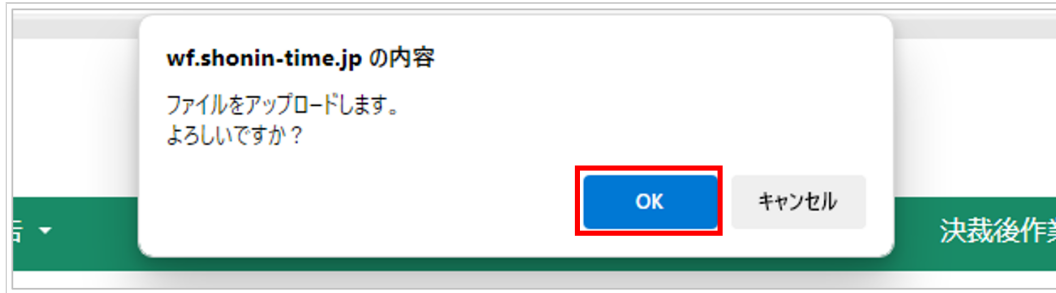 wf.shonin-time.jp の内容
ファイルをアップロードします。
よろしいですか？
OK
キャンセル
決裁後作業